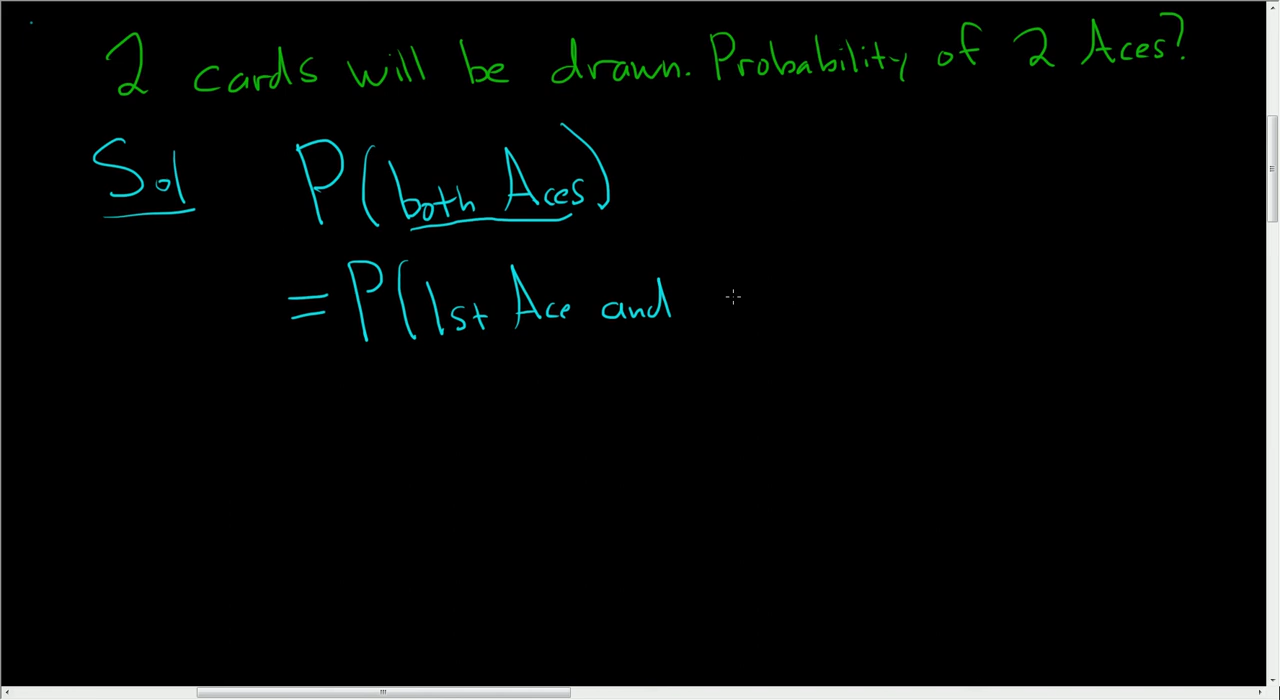 2 cards will be drawn. Probability of 2 Aces?
Sol P(both Aces)
= P(1st Ace and